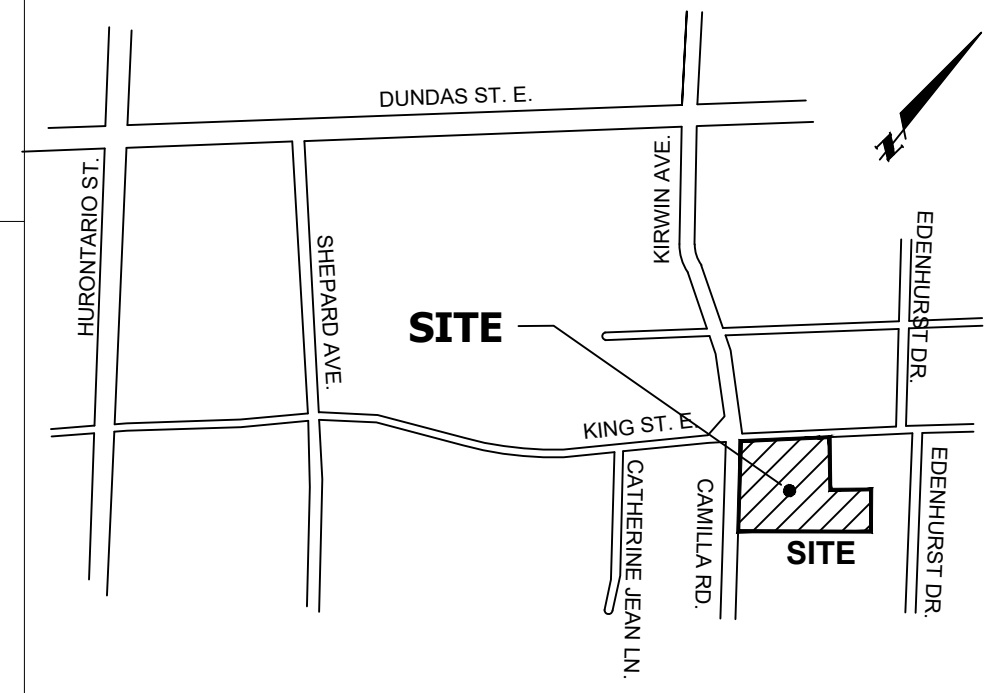 DUNDAS ST. E.
N
HURONTARIO ST.
SHEPARD AVE.
KIRWIN AVE.
EDENHURST DR.
SITE
KING ST. E.
CATHERINE JEAN LN.
CAMILLA RD.
SITE
EDENHURST DR.